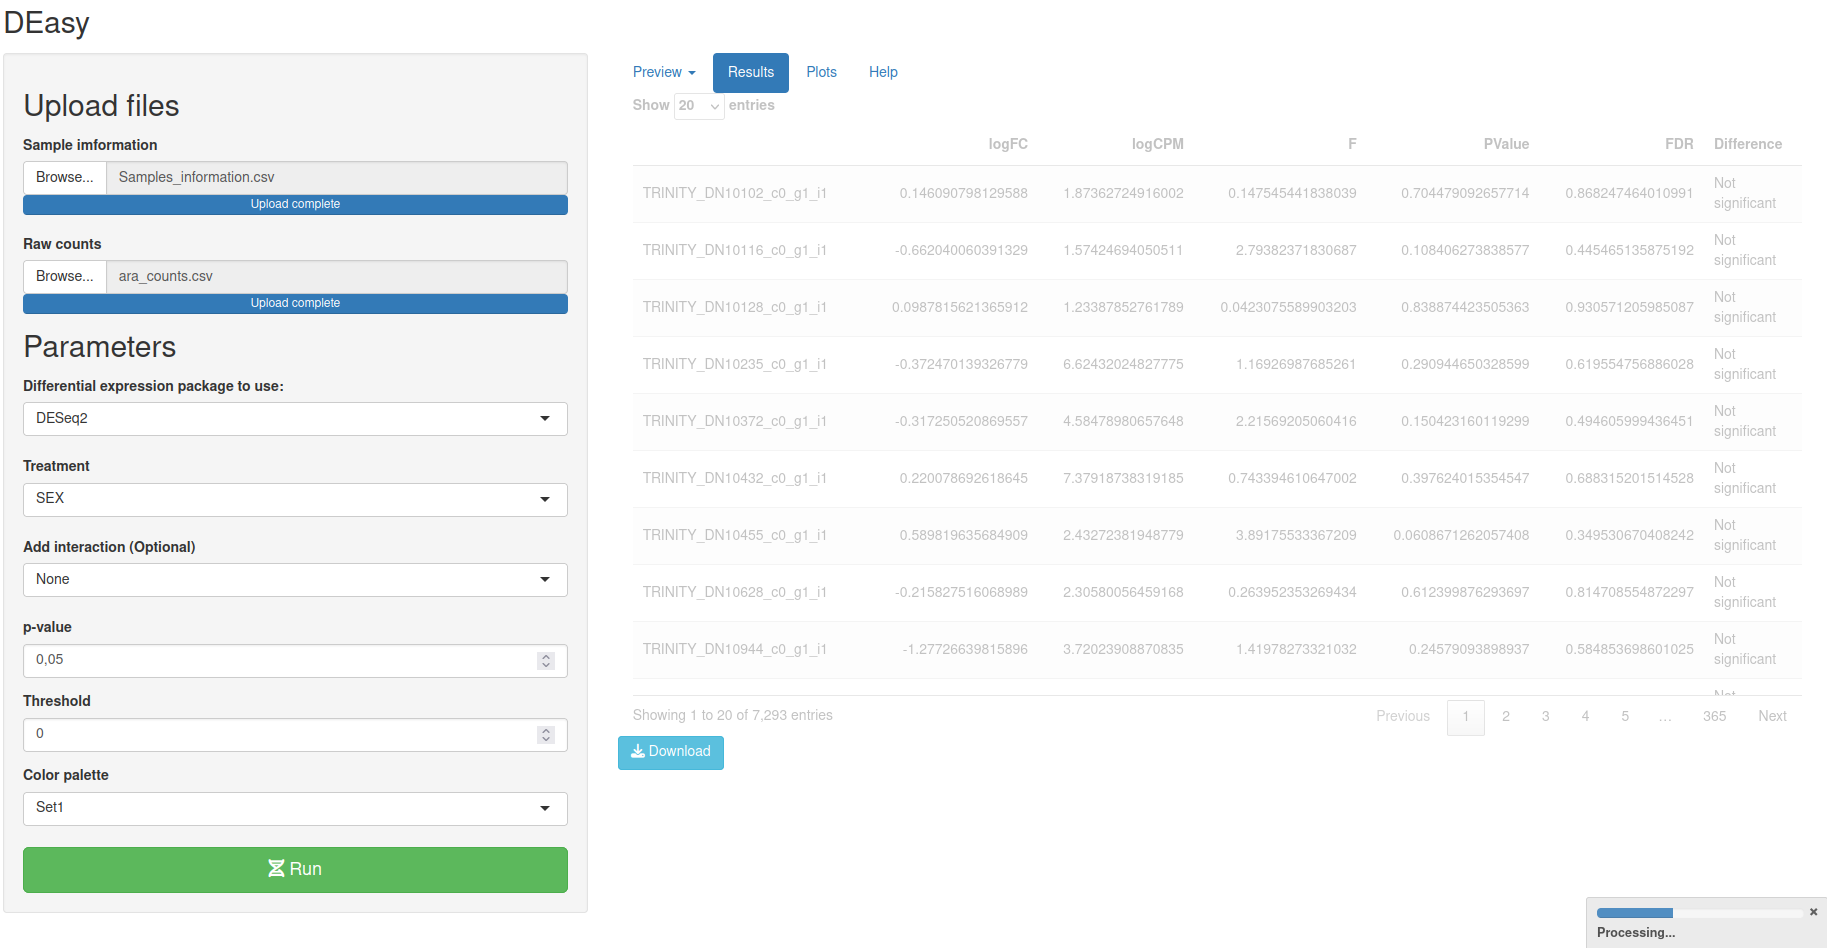 DEasy
Upload files
Sample imformation
Browse... Samples_information.csv
Upload complete
Raw counts
Browse... ara_counts.csv
Upload complete
Parameters
Differential expression package to use:
DESeq2
Treatment
SEX
Add interaction (Optional)
None
p-value
0,05
Threshold
0
Color palette
Set1
Run
Preview Results Plots Help
Show 20 entries
logFC logCPM F PValue FDR Difference
TRINITY_DN10102_c0_g1_i1 0.146090798129588 1.87362724916002 0.147545441838039 0.704479092657714 0.868247464010991 Not significant
TRINITY_DN10116_c0_g1_i1 -0.662040060391329 1.57424694050511 2.79382371830687 0.108406273838577 0.445465135875192 Not significant
TRINITY_DN10128_c0_g1_i1 0.0987815621365912 1.23387852761789 0.0423075589903203 0.838874423505363 0.930571205985087 Not significant
TRINITY_DN10235_c0_g1_i1 -0.372470139326779 6.62432024827775 1.16926987685261 0.290944650328599 0.619554756886028 Not significant
TRINITY_DN10372_c0_g1_i1 -0.317250520869557 4.58478980657648 2.21569205060416 0.150423160119299 0.494605999436451 Not significant
TRINITY_DN10432_c0_g1_i1 0.220078692618645 7.37918738319185 0.743394610647002 0.397624015354547 0.688315201514528 Not significant
TRINITY_DN10455_c0_g1_i1 0.589819635684909 2.43272381948779 3.89175533367209 0.0608671262057408 0.349530670408242 Not significant
TRINITY_DN10628_c0_g1_i1 -0.215827516068989 2.30580056459168 0.263952353269434 0.612399876293697 0.814708554872297 Not significant
TRINITY_DN10944_c0_g1_i1 -1.27726639815896 3.72023908870835 1.41978273321032 0.24579093898937 0.584853698601025 Not significant
Not
Showing 1 to 20 of 7,293 entries
Previous 1 2 3 4 5 … 365 Next
Download
Processing...